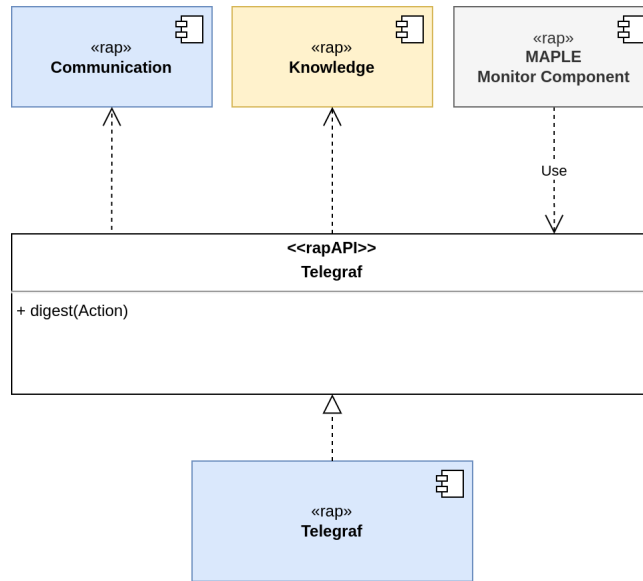 «rap»
Communication
«rap»
Knowledge
«rap»
MAPLE
Monitor Component
Use
<<rapAPI>>
Telegraf
+ digest(Action)
«rap»
Telegraf